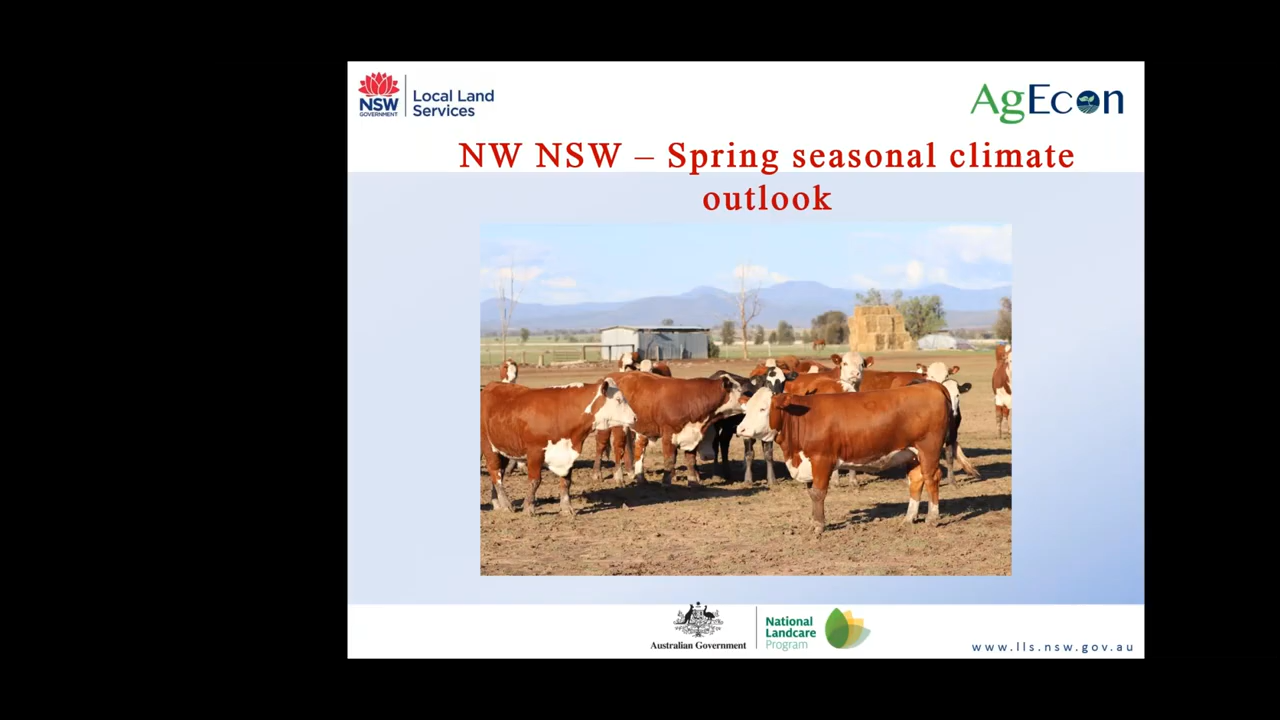 NSW
GOVERNMENT
Local Land
Services
AgEcon
NW NSW – Spring seasonal climate
outlook
Australian Government
National
Landcare
Program
www.lls.nsw.gov.au